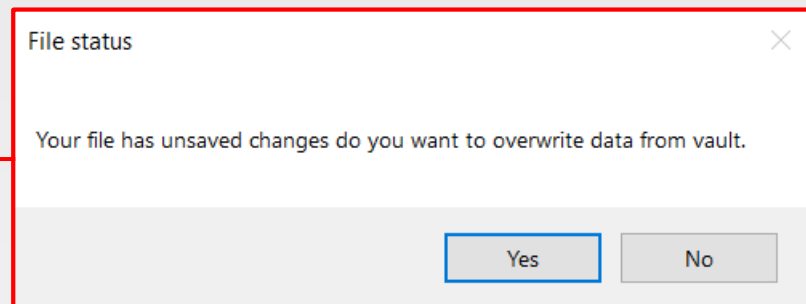 File status
Your file has unsaved changes do you want to overwrite data from vault.
Yes
No